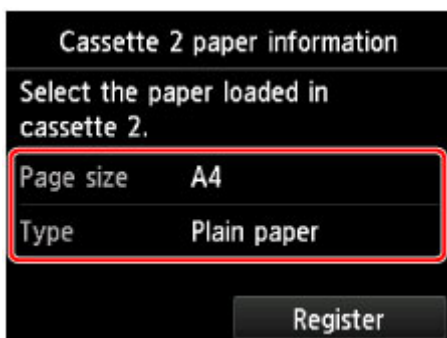 Cassette 2 paper information
Select the paper loaded in
cassette 2.
Page size A4
Type Plain paper
Register